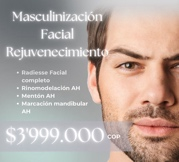 Masculinización
Facial
Rejuvenecimiento
• Radiesse Facial
completo
• Rinomodelación AH
• Mentón AH
• Marcación mandibular
AH
$3'999.000 COP